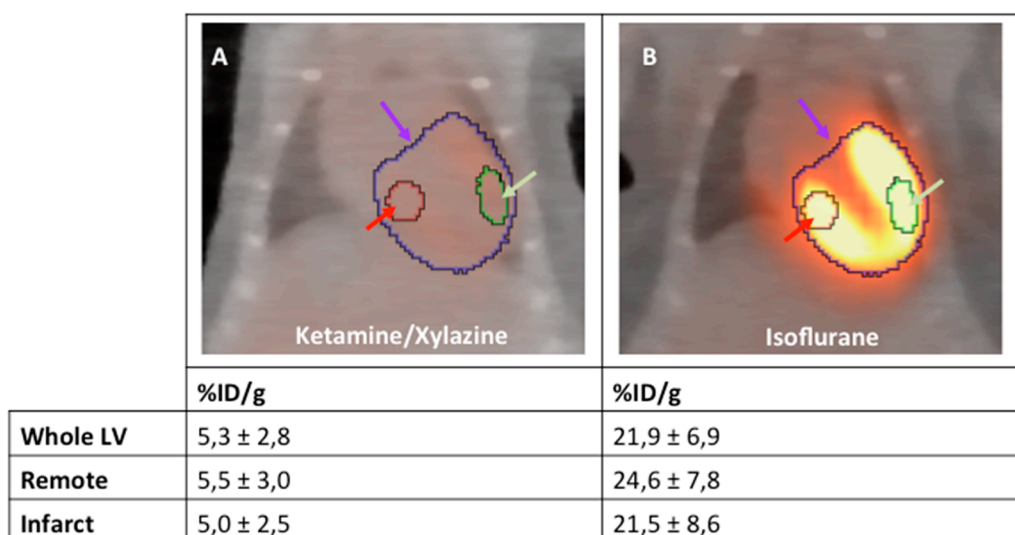 A
B
Ketamine/Xylazine
Isoflurane
%ID/g
%ID/g
Whole LV
5,3 ± 2,8
21,9 ± 6,9
Remote
5,5 ± 3,0
24,6 ± 7,8
Infarct
5,0 ± 2,5
21,5 ± 8,6